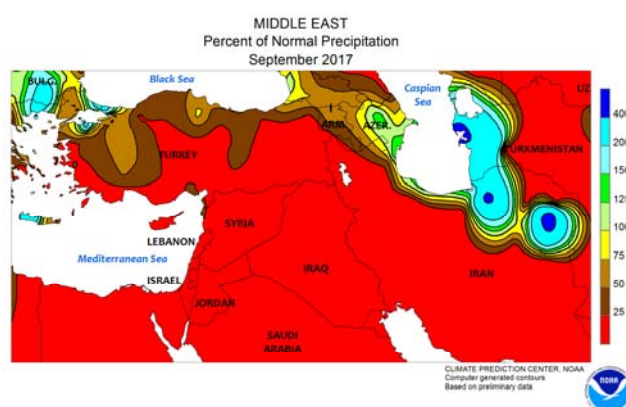 MIDDLE EAST
Percent of Normal Precipitation
September 2017
BULG.
Black Sea
Caspian
Sea
UZ
ARM.
AZER.
TURKEY
TURKMENISTAN
SYRIA
LEBANON
Mediterranean Sea
IRAQ
IRAN
ISRAEL
JORDAN
SAUDI
ARABIA
400
200
150
125
100
75
50
25
CLIMATE PREDICTION CENTER, NOAA
Computer generated contours
Based on preliminary data
NOAA